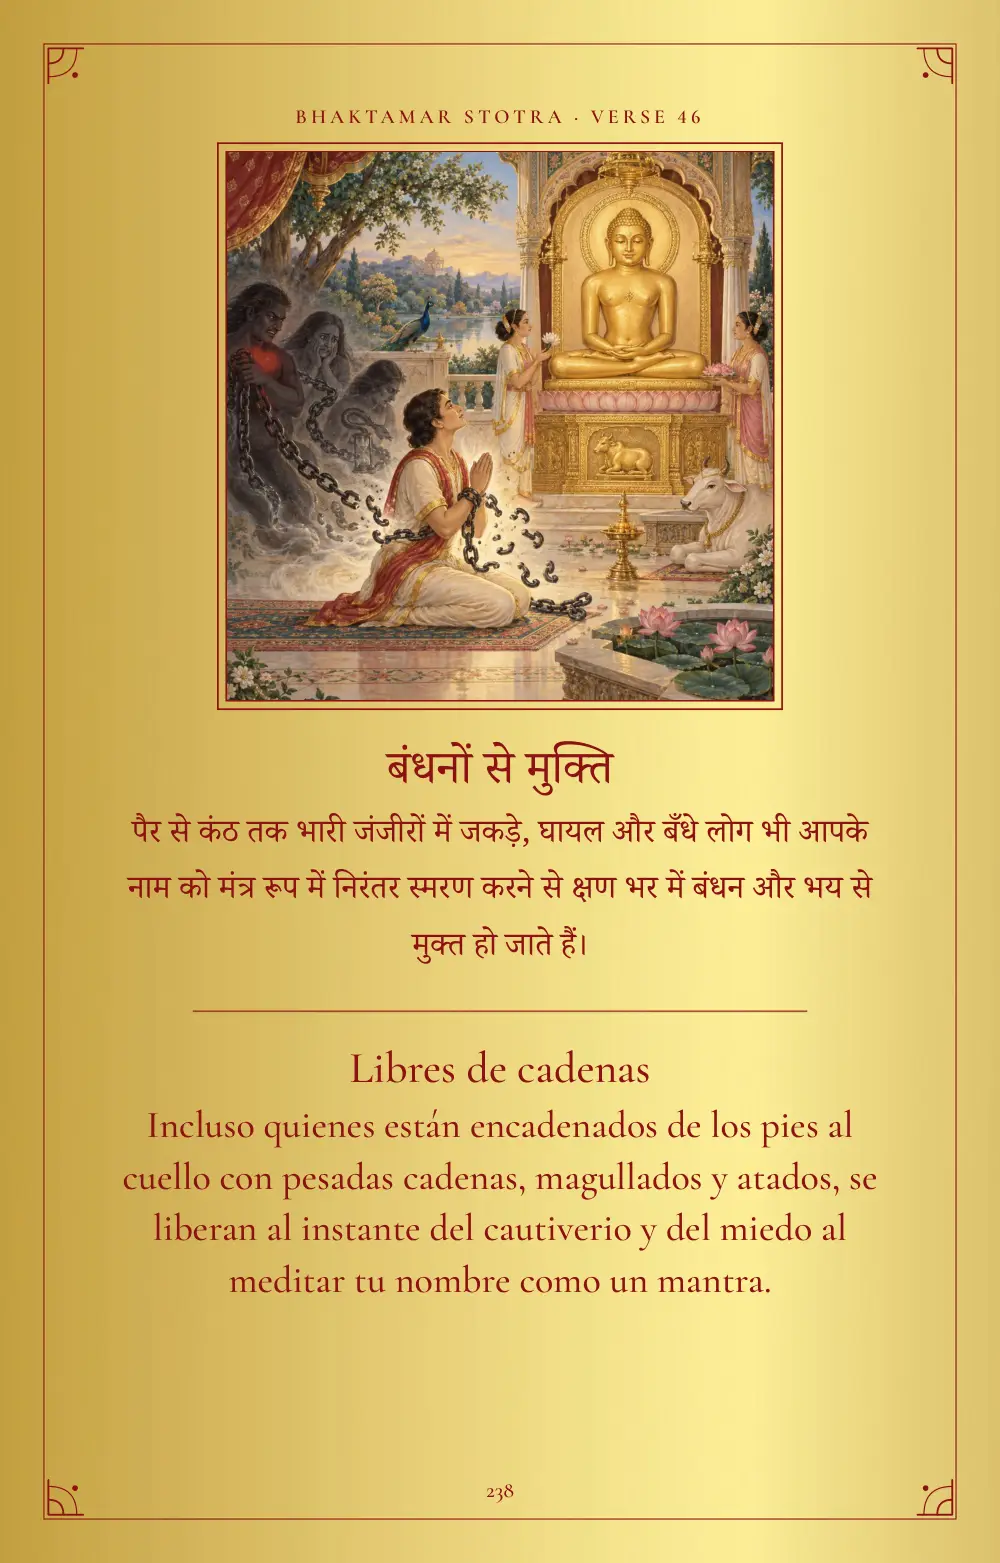 BHAKTAMAR STOTRA · VERSE 46
बंधनों से मुक्ति
पैर से कंठ तक भारी जंजीरों में जकड़े, घायल और बँधे लोग भी आपके
नाम को मंत्र रूप में निरंतर स्मरण करने से क्षण भर में बंधन और भय से
मुक्त हो जाते हैं।
Libres de cadenas
Incluso quienes están encadenados de los pies al
cuello con pesadas cadenas, magullados y atados, se
liberan al instante del cautiverio y del miedo al
meditar tu nombre como un mantra.
238